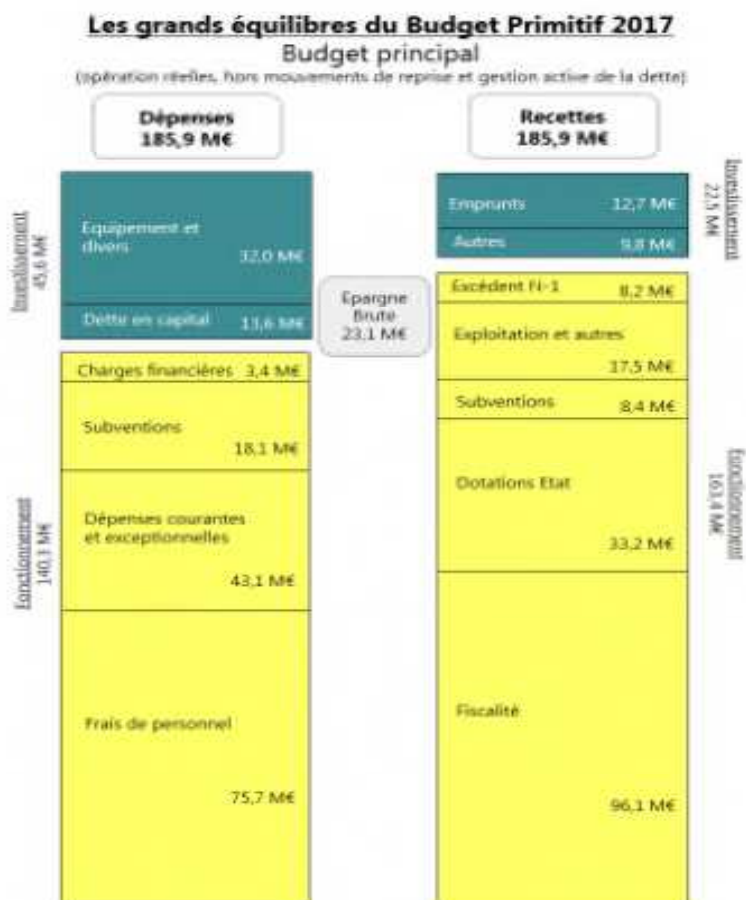 Les grands équilibres du Budget Primitif 2017
Budget principal
(opération réelles, hors mouvements de reprise et gestion active de la dette)
Dépenses
185,9 M€
Recettes
185,9 M€
Investissement
45,6 M€
Equipement et
divers
32,0 M€
Dette en capital 13,6 M€
Epargne
Brute
23,1 M€
Emprunts 12,7 M€
Autres 9,8 M€
Investissement
22,5 M€
Fonctionnement
140,3 M€
Charges financières 3,4 M€
Subventions
18,1 M€
Dépenses courantes
et exceptionnelles
43,1 M€
Frais de personnel
75,7 M€
Excédent N-1 8,2 M€
Exploitation et autres
17,5 M€
Subventions 8,4 M€
Dotations Etat
33,2 M€
Fiscalité
96,1 M€
Fonctionnement
163,4 M€